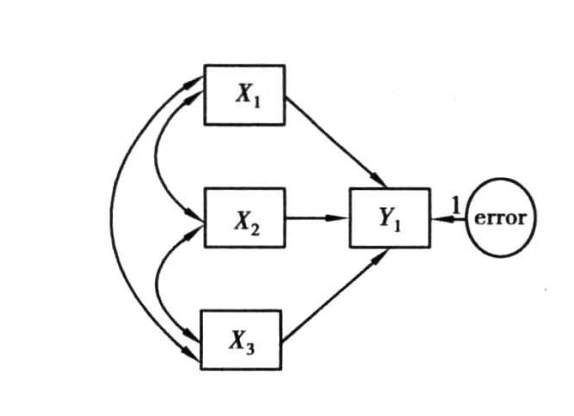 X₁
X₂
Y₁
1
error
X₃